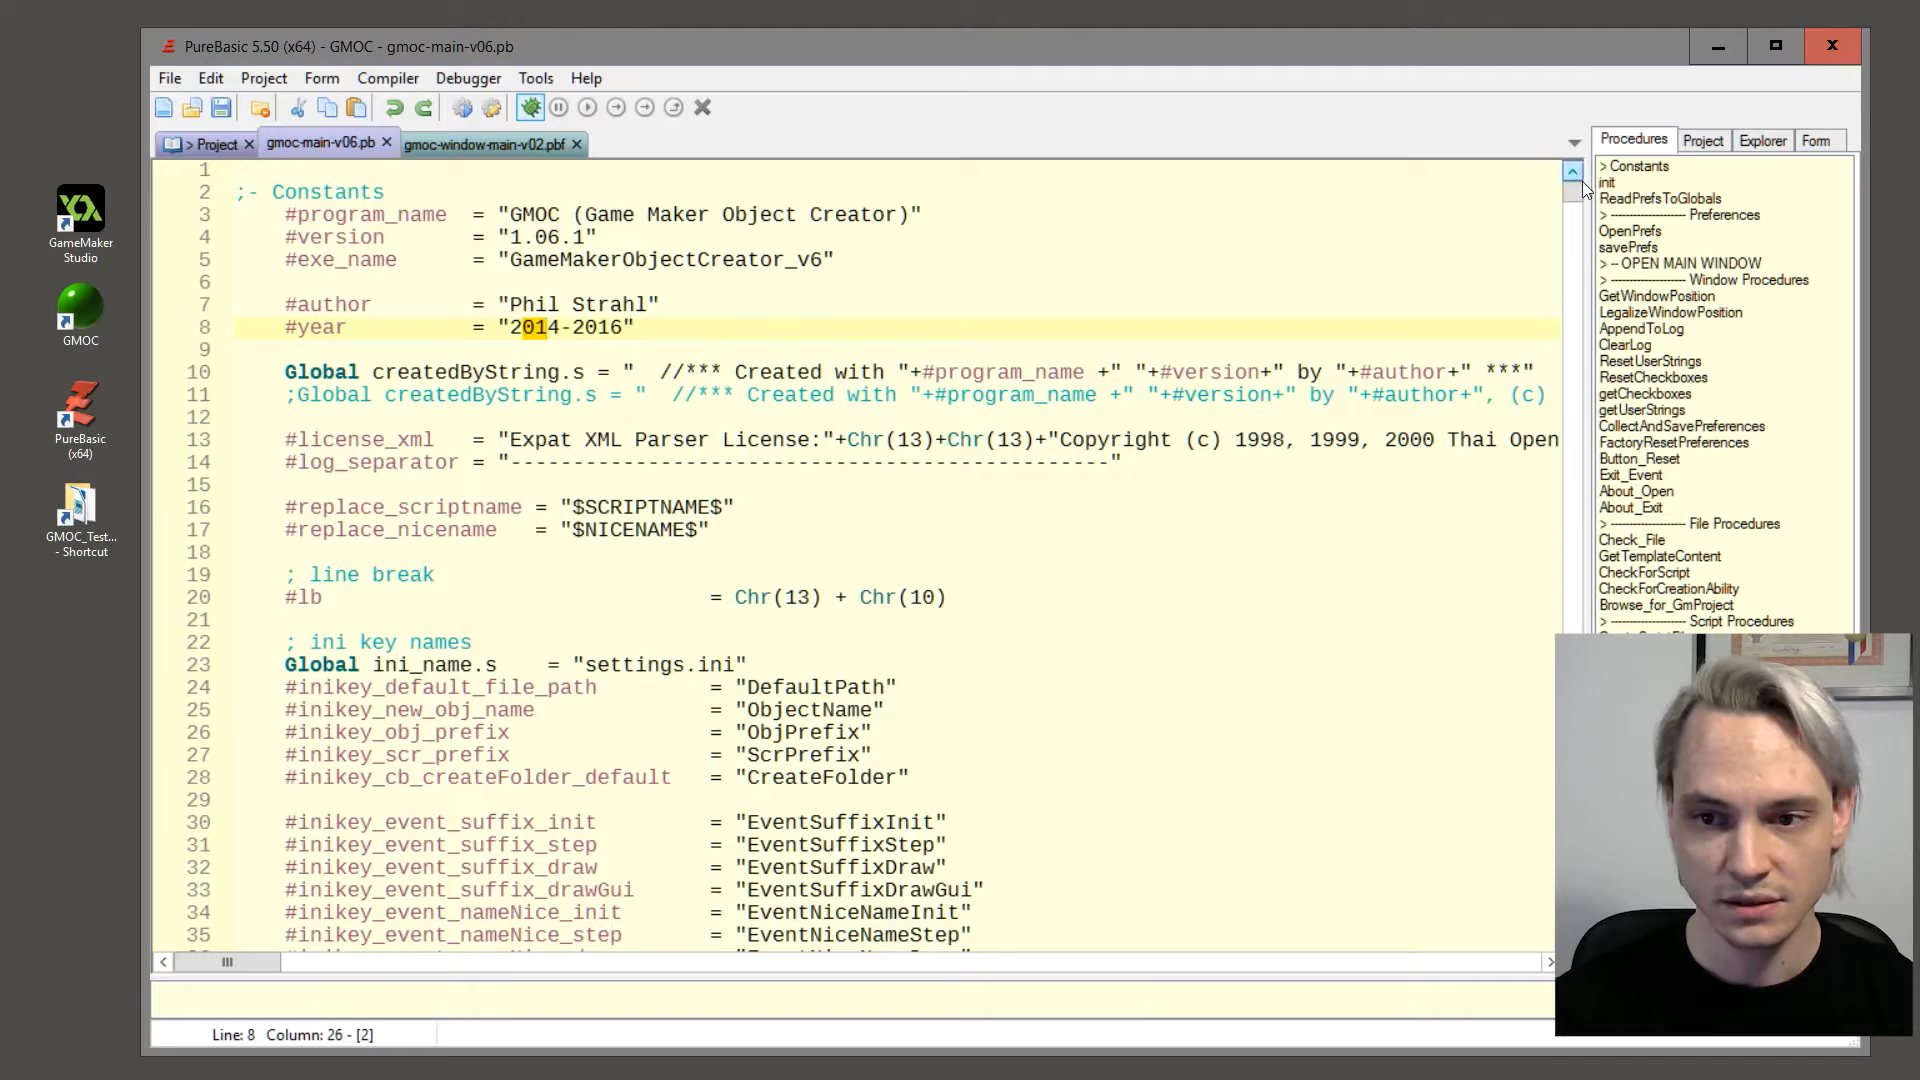 PureBasic 5.50 (x64) - GMOC - gmoc-main-v06.pb
File Edit Project Form Compiler Debugger Tools Help
> Project gmoc-main-v06.pb gmoc-window-main-v02.pbf
Procedures Project Explorer Form
1
2 ;- Constants
3 #program_name = "GMOC (Game Maker Object Creator)"
4 #version = "1.06.1"
5 #exe_name = "GameMakerObjectCreator_v6"
6
7 #author = "Phil Strahl"
8 #year = "2014-2016"
9
10 Global createdByString.s = " //*** Created with "+#program_name +" "+#version+" by "+#author+" ***"
11 ;Global createdByString.s = " //*** Created with "+#program_name +" "+#version+" by "+#author+", (c)
12
13 #license_xml = "Expat XML Parser License:"+Chr(13)+Chr(13)+"Copyright (c) 1998, 1999, 2000 Thai Open
14 #log_separator = "------------------------------------------------"
15
16 #replace_scriptname = "$SCRIPTNAME$"
17 #replace_nicename = "$NICENAME$"
18
19 ; line break
20 #lb = Chr(13) + Chr(10)
21
22 ; ini key names
23 Global ini_name.s = "settings.ini"
24 #inikey_default_file_path = "DefaultPath"
25 #inikey_new_obj_name = "ObjectName"
26 #inikey_obj_prefix = "ObjPrefix"
27 #inikey_scr_prefix = "ScrPrefix"
28 #inikey_cb_createFolder_default = "CreateFolder"
29
30 #inikey_event_suffix_init = "EventSuffixInit"
31 #inikey_event_suffix_step = "EventSuffixStep"
32 #inikey_event_suffix_draw = "EventSuffixDraw"
33 #inikey_event_suffix_drawGui = "EventSuffixDrawGui"
34 #inikey_event_nameNice_init = "EventNiceNameInit"
35 #inikey_event_nameNice_step = "EventNiceNameStep"
> Constants
init
ReadPrefsToGlobals
> -------------------- Preferences
OpenPrefs
savePrefs
> -- OPEN MAIN WINDOW
> -------------------- Window Procedures
GetWindowPosition
LegalizeWindowPosition
AppendToLog
ClearLog
ResetUserStrings
ResetCheckboxes
getCheckboxes
getUserStrings
CollectAndSavePreferences
FactoryResetPreferences
Button_Reset
Exit_Event
About_Open
About_Exit
> -------------------- File Procedures
Check_File
GetTemplateContent
CheckForScript
CheckForCreationAbility
Browse_for_GmProject
> -------------------- Script Procedures
Line: 8 Column: 26 - [2]
GameMaker
Studio
GMOC
PureBasic
(x64)
GMOC_Test...
- Shortcut